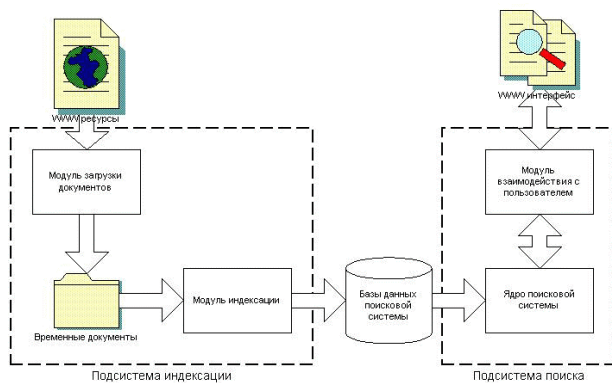 WWW ресурсы
WWW интерфейс
Модуль загрузки
документов
Модуль
взаимодействия с
пользователем
Временные документы
Модуль индексации
Базы данных
поисковой
системы
Ядро поисковой
системы
Подсистема индексации
Подсистема поиска